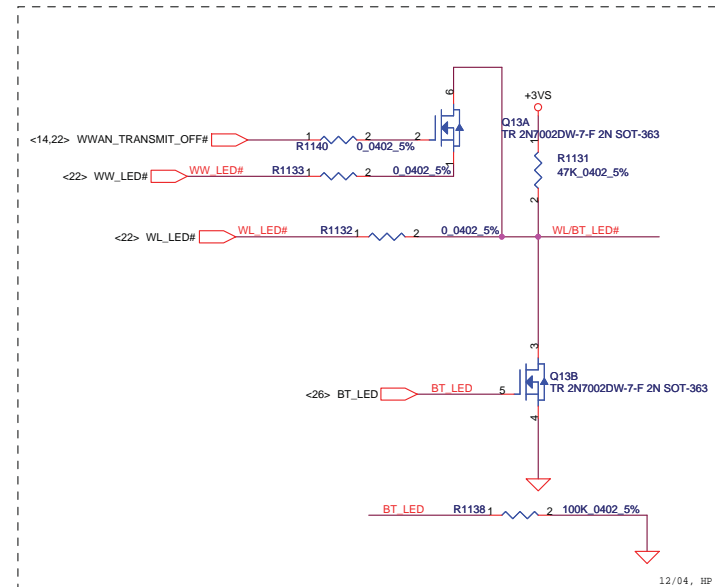 6
+3VS
Q13A
TR 2N7002DW-7-F 2N SOT-363
<14,22> WWAN_TRANSMIT_OFF# 1 2 2
R1140 0_0402_5%
1
R1131
47K_0402_5%
<22> WW_LED# WW_LED# R1133 1 2 0_0402_5% 1
2
<22> WL_LED# WL_LED# R1132 1 2 0_0402_5% WL/BT_LED#
3
Q13B
TR 2N7002DW-7-F 2N SOT-363
<26> BT_LED BT_LED 5
4
BT_LED R1138 1 2 100K_0402_5%
12/04, HP